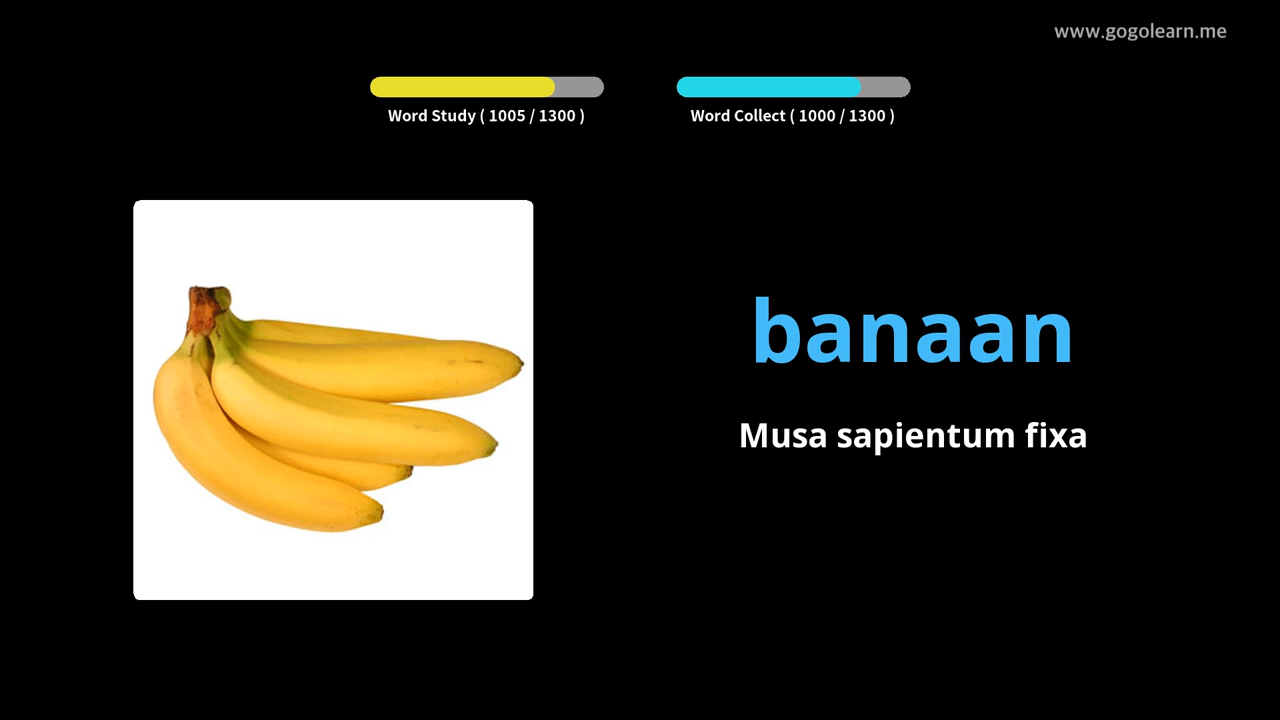 www.gogolearn.me
Word Study ( 1005 / 1300 )
Word Collect ( 1000 / 1300 )
banaan
Musa sapientum fixa